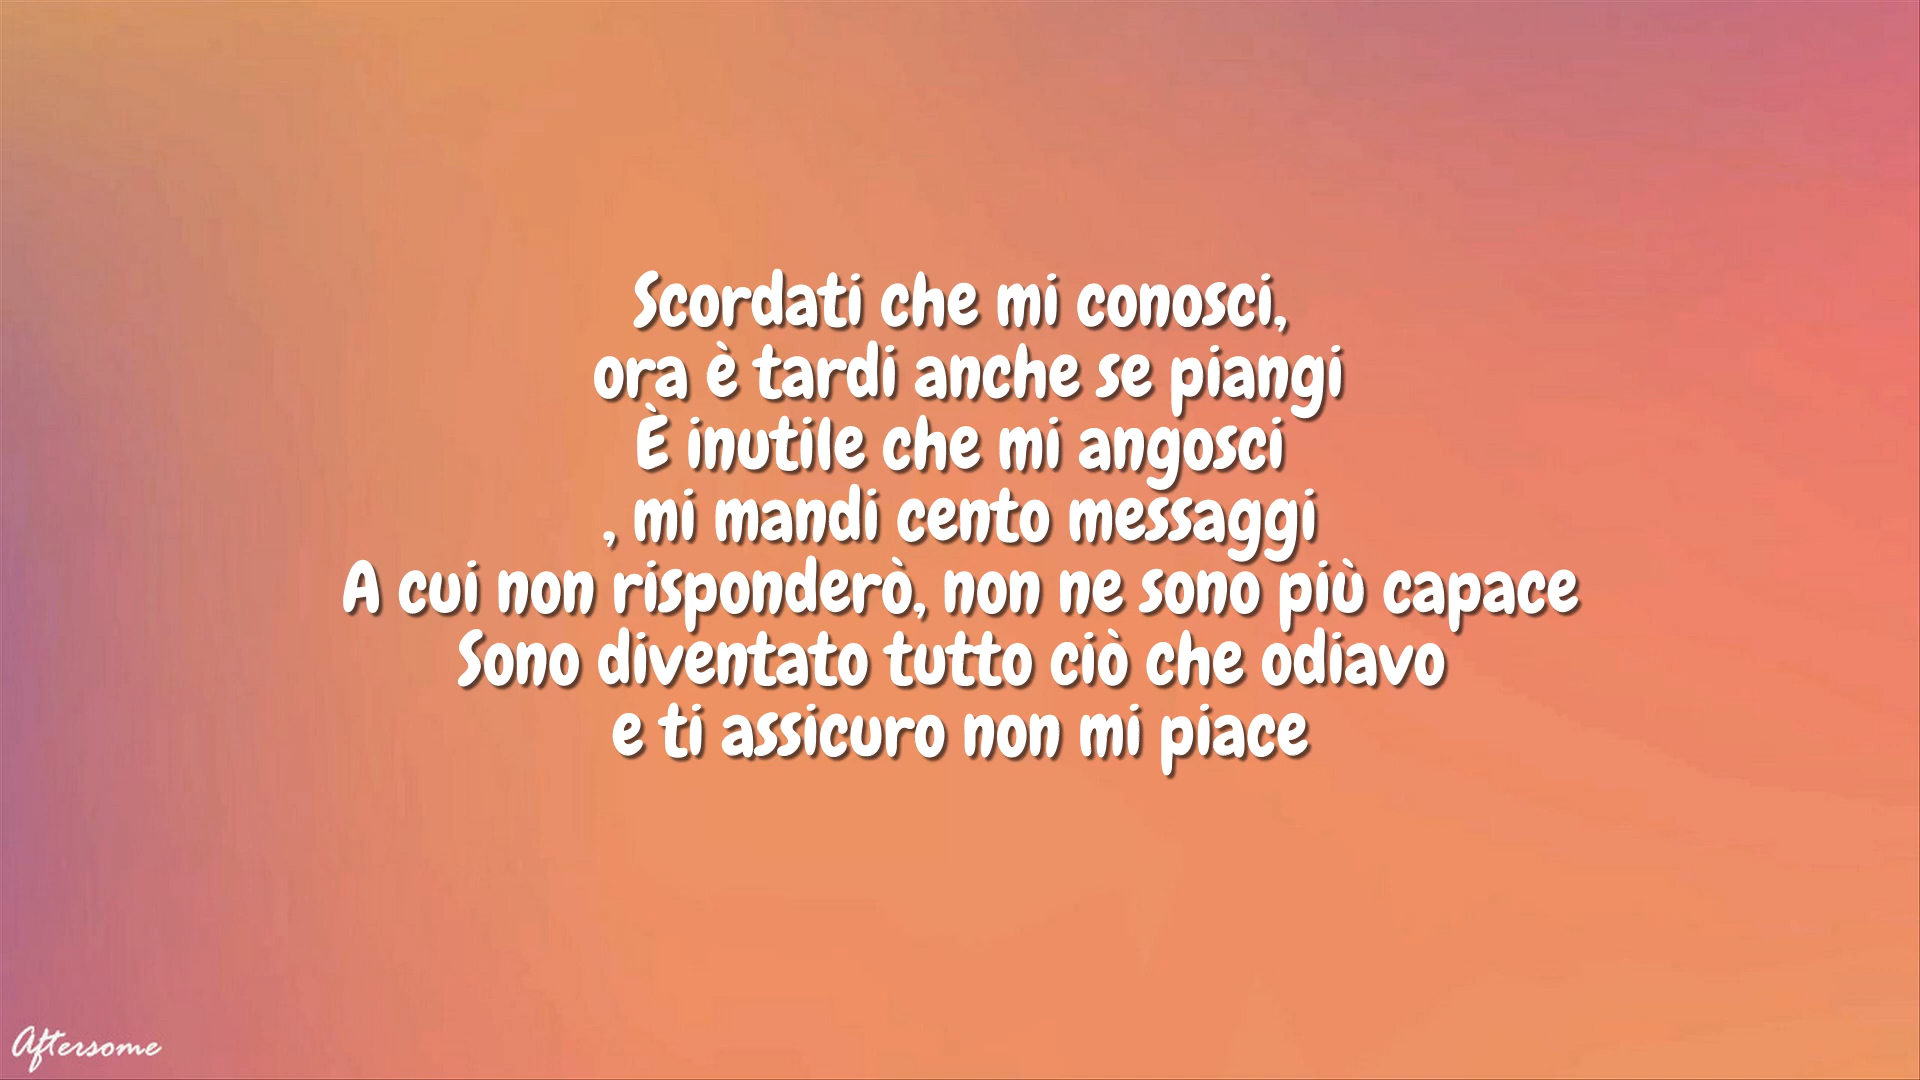 Scordati che mi conosci,
ora è tardi anche se piangi
È inutile che mi angosci
, mi mandi cento messaggi
A cui non risponderò, non ne sono più capace
Sono diventato tutto ciò che odiavo
e ti assicuro non mi piace
Aftersome